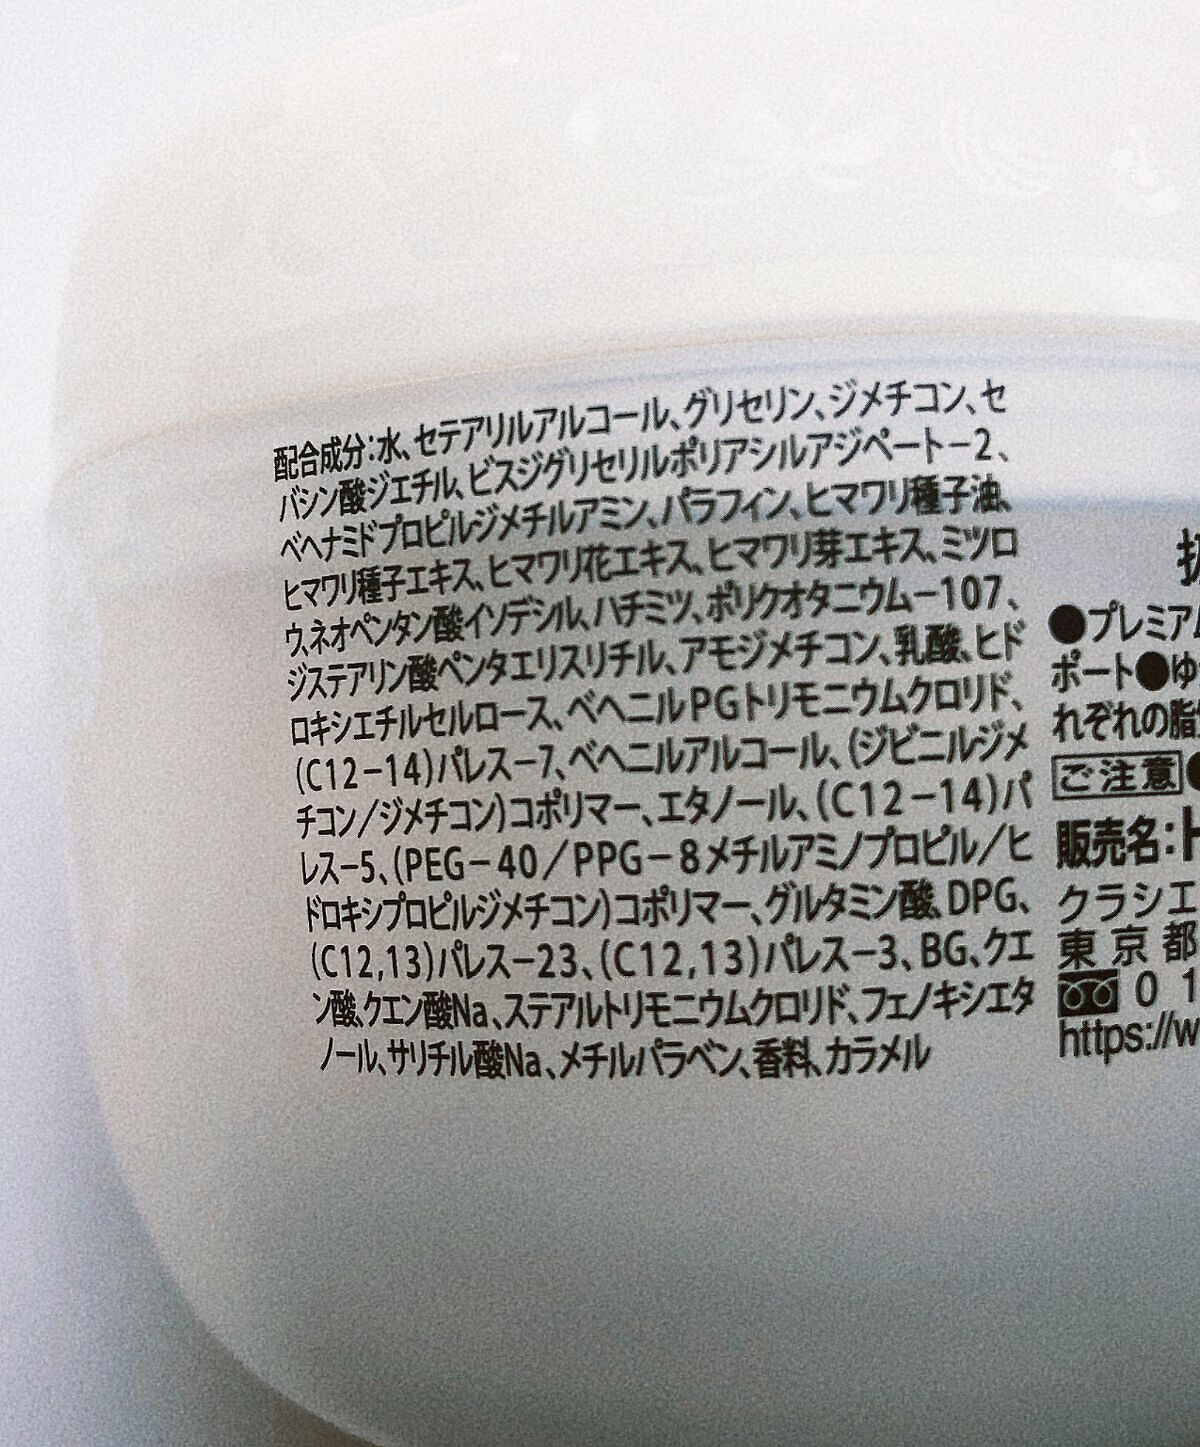 配合成分：水、セテアリルアルコール、グリセリン、ジメチコン、セ
バシン酸ジエチル、ビスジグリセリルポリアシルアジペート－2、
ベヘナミドプロピルジメチルアミン、パラフィン、ヒマワリ種子油、
ヒマワリ種子エキス、ヒマワリ花エキス、ヒマワリ芽エキス、ミツロ
ウ、ネオペンタン酸イソデシル、ハチミツ、ポリクオタニウム－107、
ジステアリン酸ペンタエリスリチル、アモジメチコン、乳酸、ヒド
ロキシエチルセルロース、ベヘニルPGトリモニウムクロリド、
(C12－14)パレス－7、ベヘニルアルコール、(ジビニルジメ
チコン／ジメチコン)コポリマー、エタノール、(C12－14)パ
レス－5、(PEG－40／PPG－8メチルアミノプロピル／ヒ
ドロキシプロピルジメチコン)コポリマー、グルタミン酸、DPG、
(C12,13)パレス－23、(C12,13)パレス－3、BG、クエ
ン酸、クエン酸Na、ステアルトリモニウムクロリド、フェノキシエタ
ノール、サリチル酸Na、メチルパラベン、香料、カラメル
●プレミアム
ポート●ゆ
れぞれの脂
ご注意●
販売名：
クラシエ
東京都
0 1
https://w